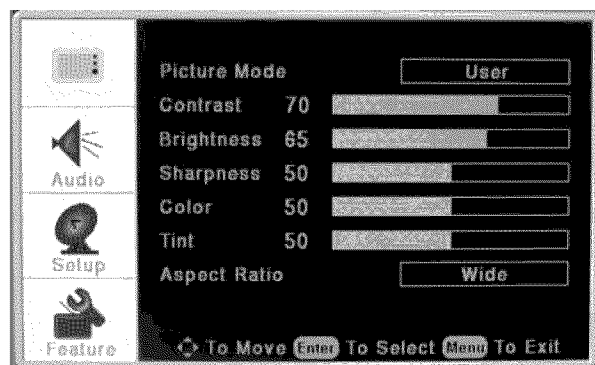 Picture Mode User
Contrast 70
Brightness 65
Sharpness 50
Color 50
Tint 50
Aspect Ratio Wide
Audio
Setup
Feature
To Move Enter To Select Menu To Exit